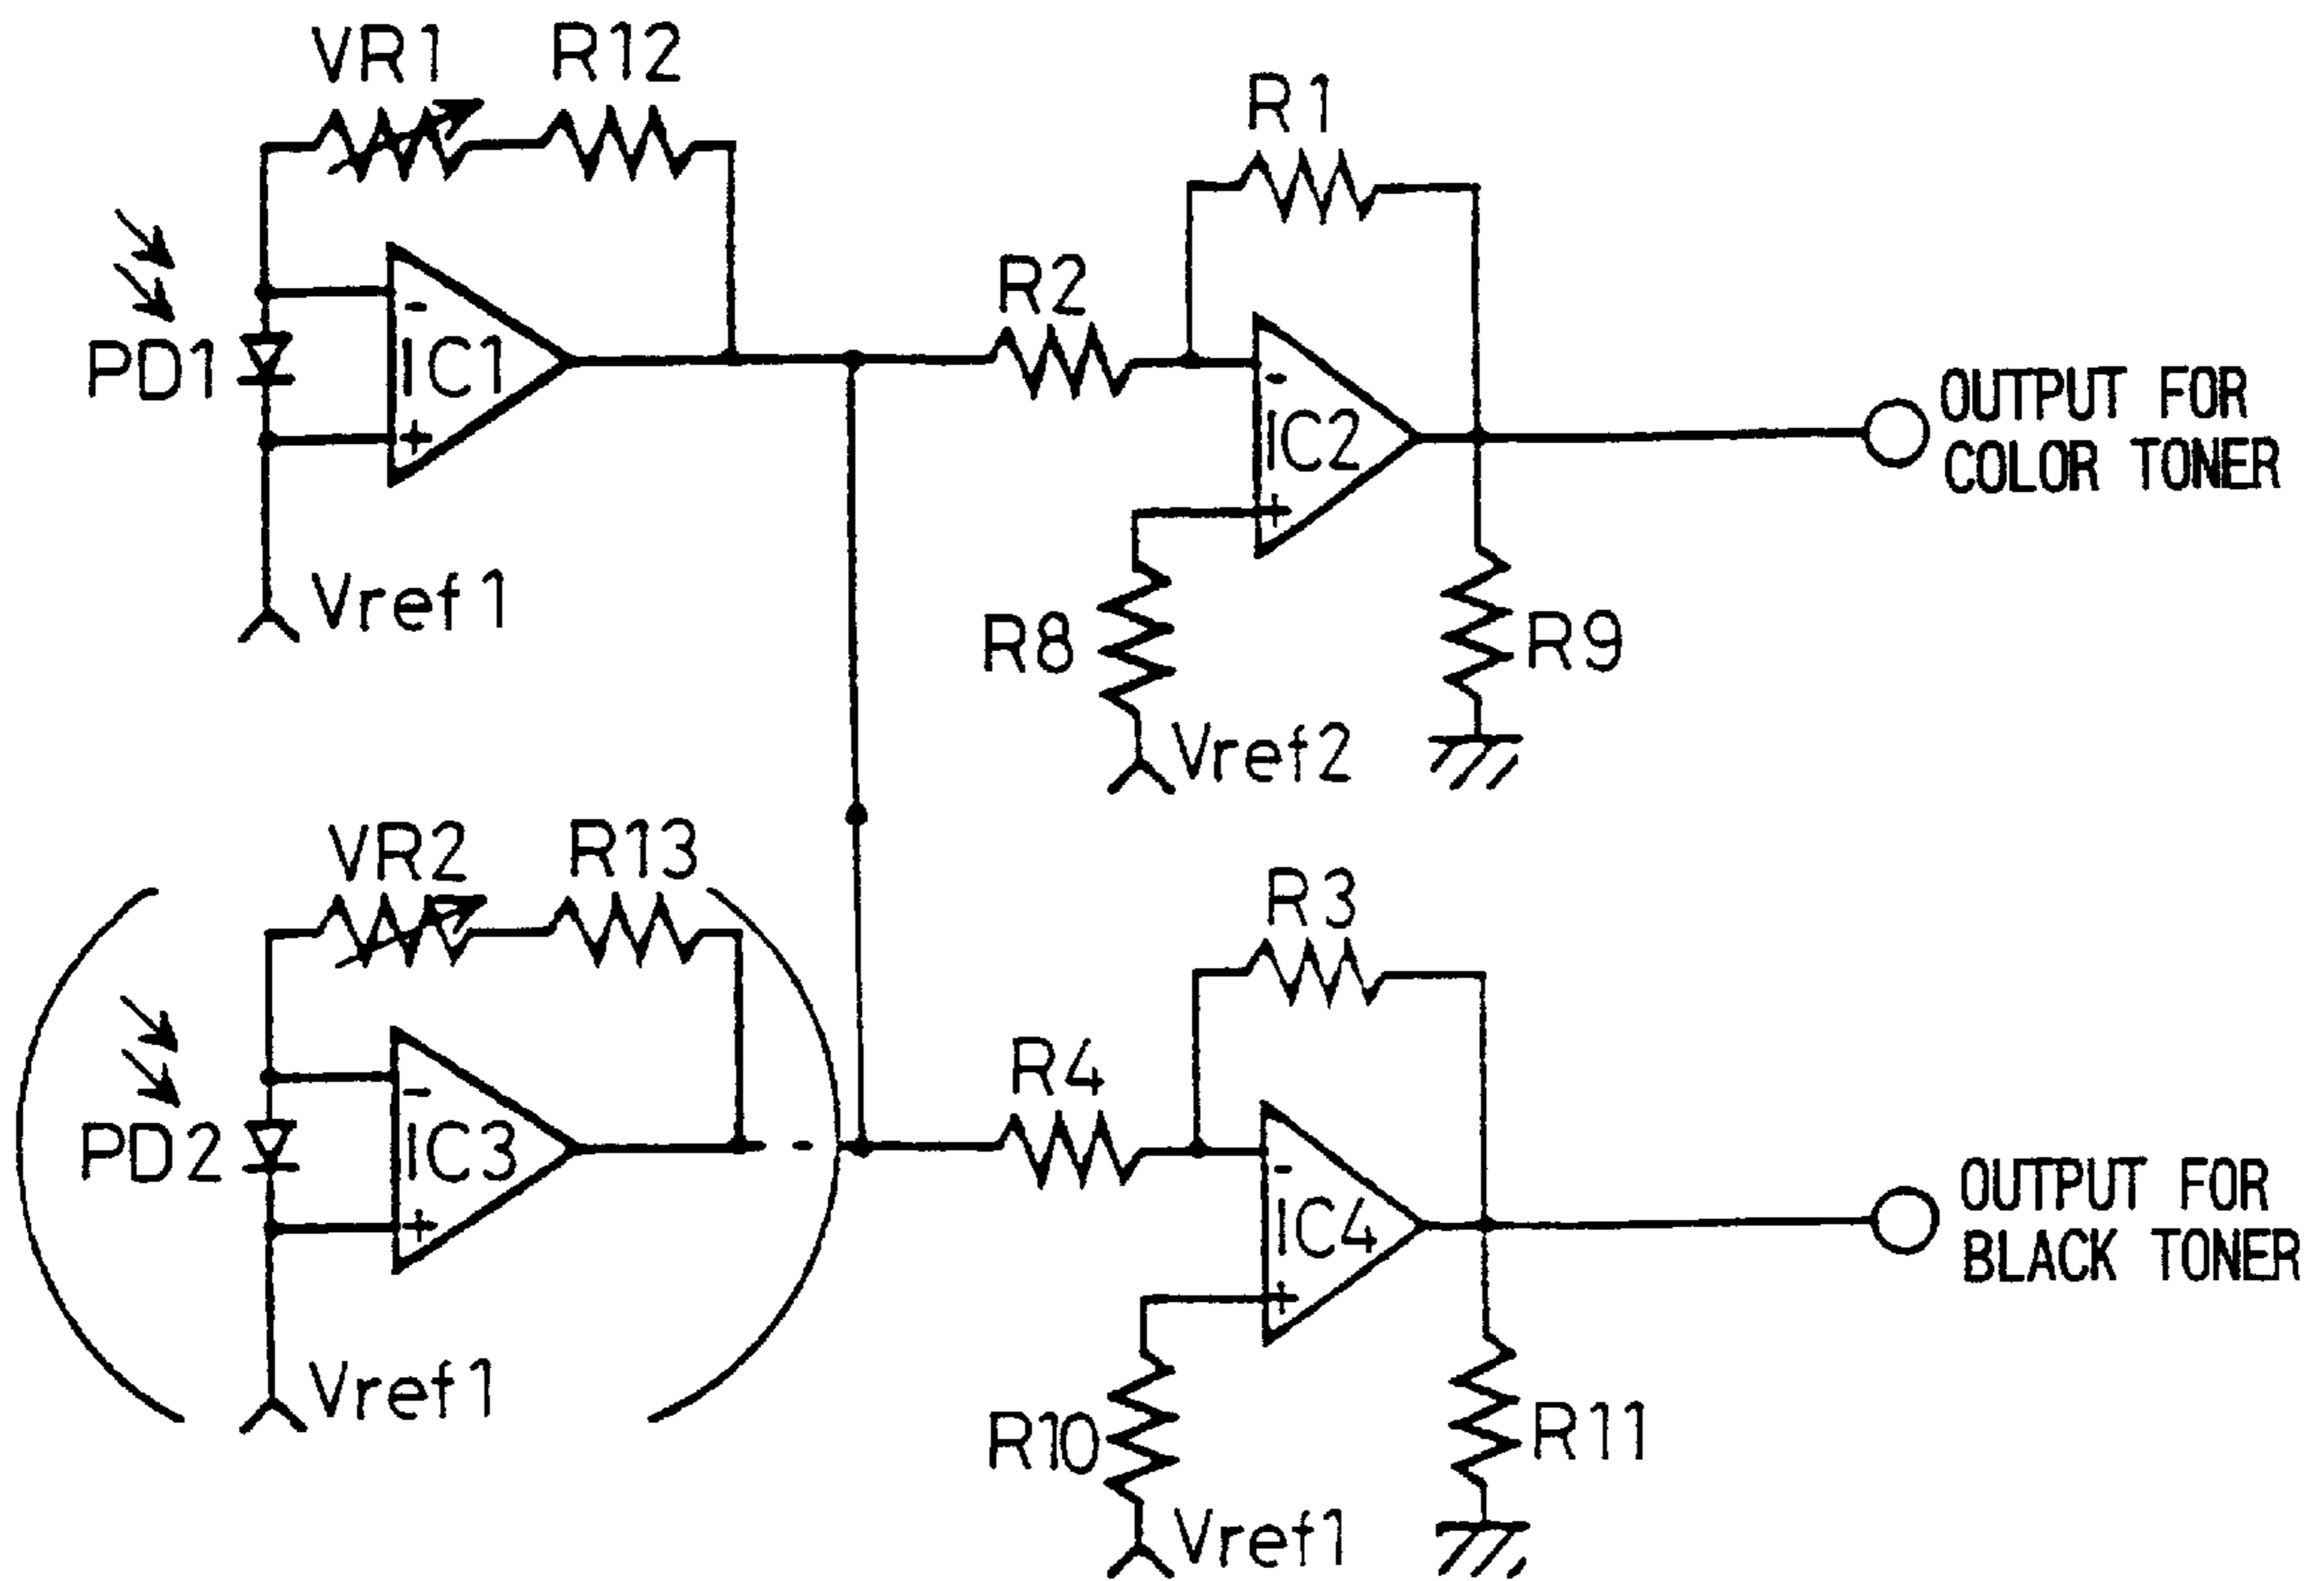 VR1 R12
R1
R2
PD1
-
IC1
+
-
IC2
+
OUTPUT FOR
COLOR TONER
Vref1
R8
R9
Vref2
VR2 R13
R3
R4
PD2
-
IC3
+
-
IC4
+
OUTPUT FOR
BLACK TONER
Vref1
R10
R11
Vref1